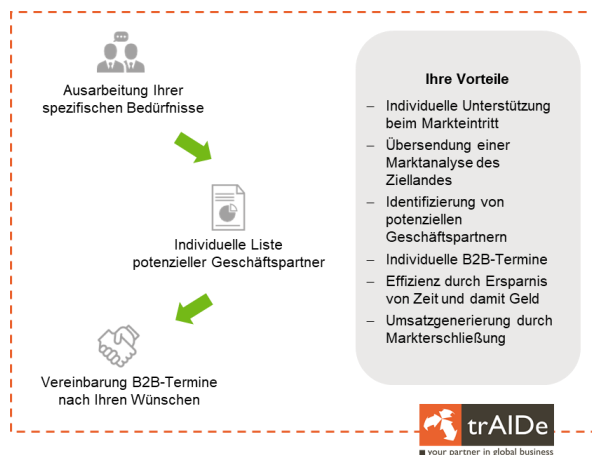 Ausarbeitung Ihrer
spezifischen Bedürfnisse
Individuelle Liste
potenzieller Geschäftspartner
Vereinbarung B2B-Termine
nach Ihren Wünschen
Ihre Vorteile
– Individuelle Unterstützung
beim Markteintritt
– Übersendung einer
Marktanalyse des
Ziellandes
– Identifizierung von
potenziellen
Geschäftspartnern
– Individuelle B2B-Termine
– Effizienz durch Ersparnis
von Zeit und damit Geld
– Umsatzgenerierung durch
Markterschließung
trAIDe
your partner in global business